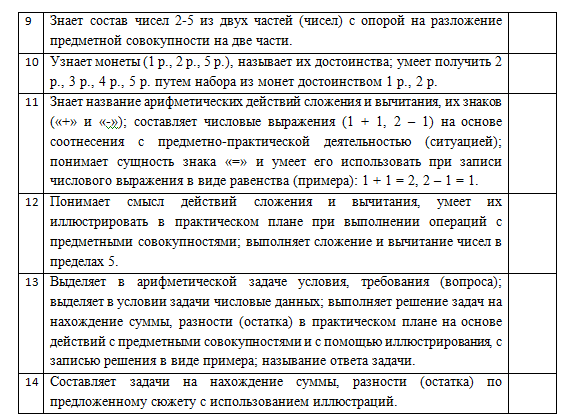 9 Знает состав чисел 2-5 из двух частей (чисел) с опорой на разложение
предметной совокупности на две части.
10 Узнает монеты (1 р., 2 р., 5 р.), называет их достоинства; умеет получить 2
р., 3 р., 4 р., 5 р. путем набора из монет достоинством 1 р., 2 р.
11 Знает название арифметических действий сложения и вычитания, их знаков
(«+» и «-»); составляет числовые выражения (1 + 1, 2 – 1) на основе
соотнесения с предметно-практической деятельностью (ситуацией);
понимает сущность знака «=» и умеет его использовать при записи
числового выражения в виде равенства (примера): 1 + 1 = 2, 2 – 1 = 1.
12 Понимает смысл действий сложения и вычитания, умеет их
иллюстрировать в практическом плане при выполнении операций с
предметными совокупностями; выполняет сложение и вычитание чисел в
пределах 5.
13 Выделяет в арифметической задаче условия, требования (вопроса);
выделяет в условии задачи числовые данных; выполняет решение задач на
нахождение суммы, разности (остатка) в практическом плане на основе
действий с предметными совокупностями и с помощью иллюстрирования, с
записью решения в виде примера; называние ответа задачи.
14 Составляет задачи на нахождение суммы, разности (остатка) по
предложенному сюжету с использованием иллюстраций.